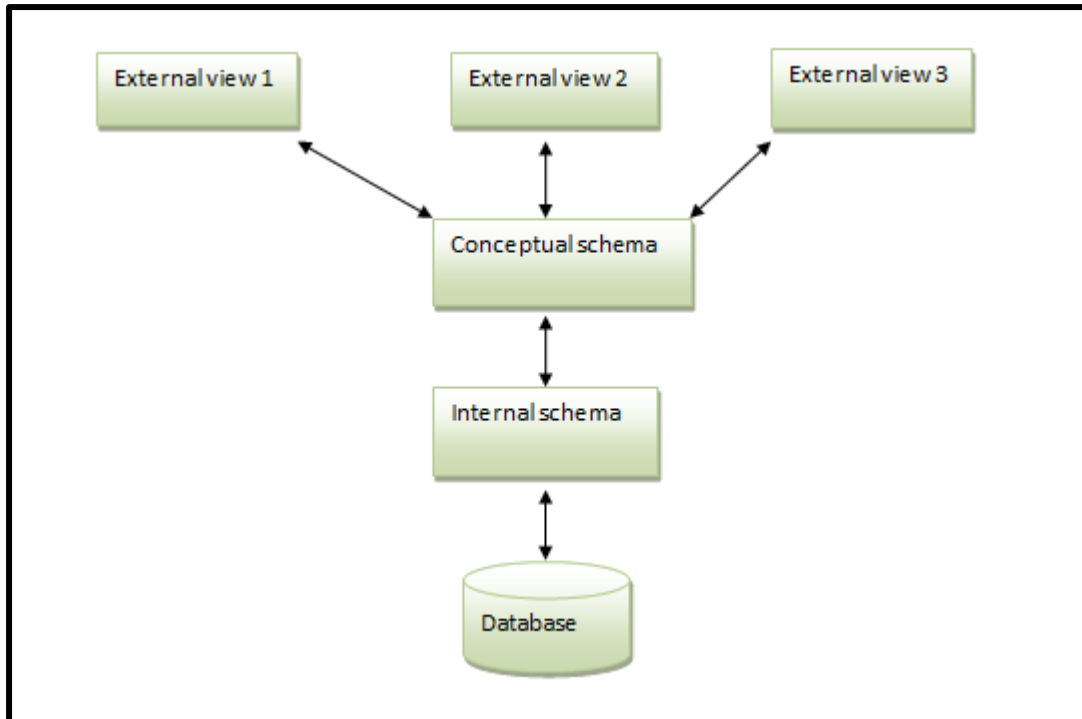 External view 1
External view 2
External view 3
Conceptual schema
Internal schema
Database